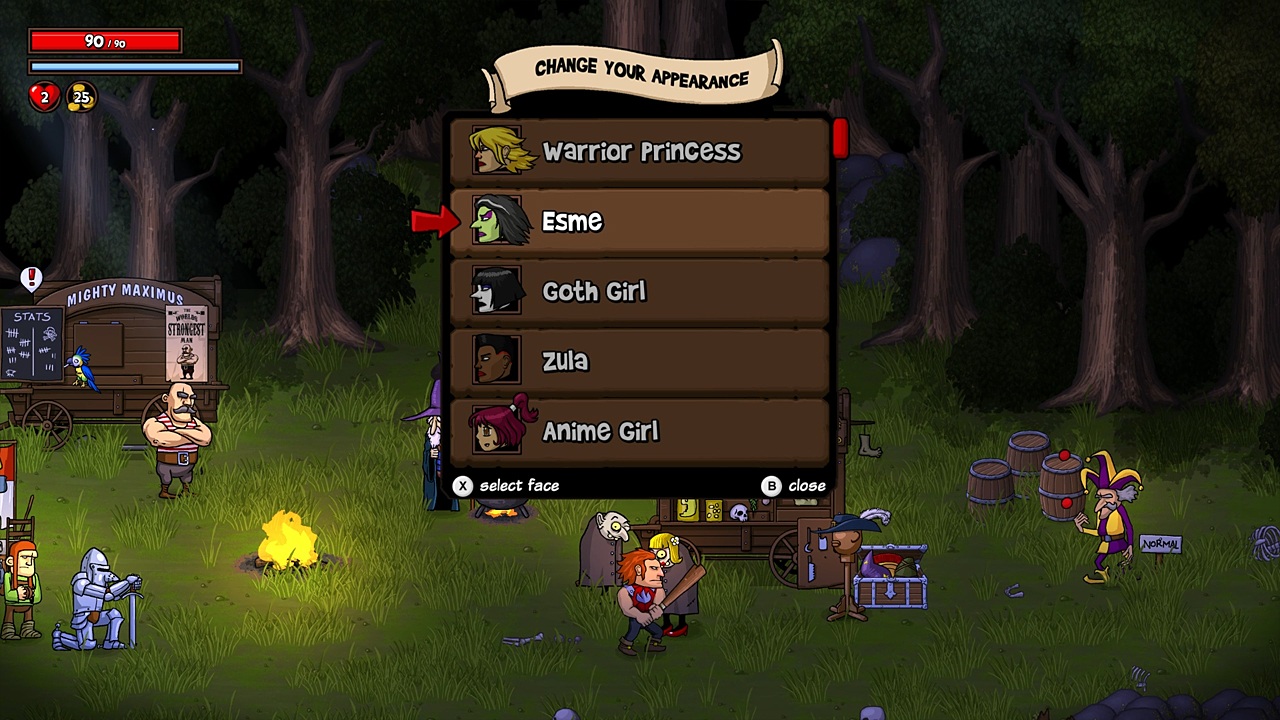 90 / 90
2
25
CHANGE YOUR APPEARANCE
Warrior Princess
Esme
Goth Girl
Zula
Anime Girl
X select face
B close
!
MIGHTY MAXIMUS
STATS
THE
WORLDS
STRONGEST
MAN
NORMAL